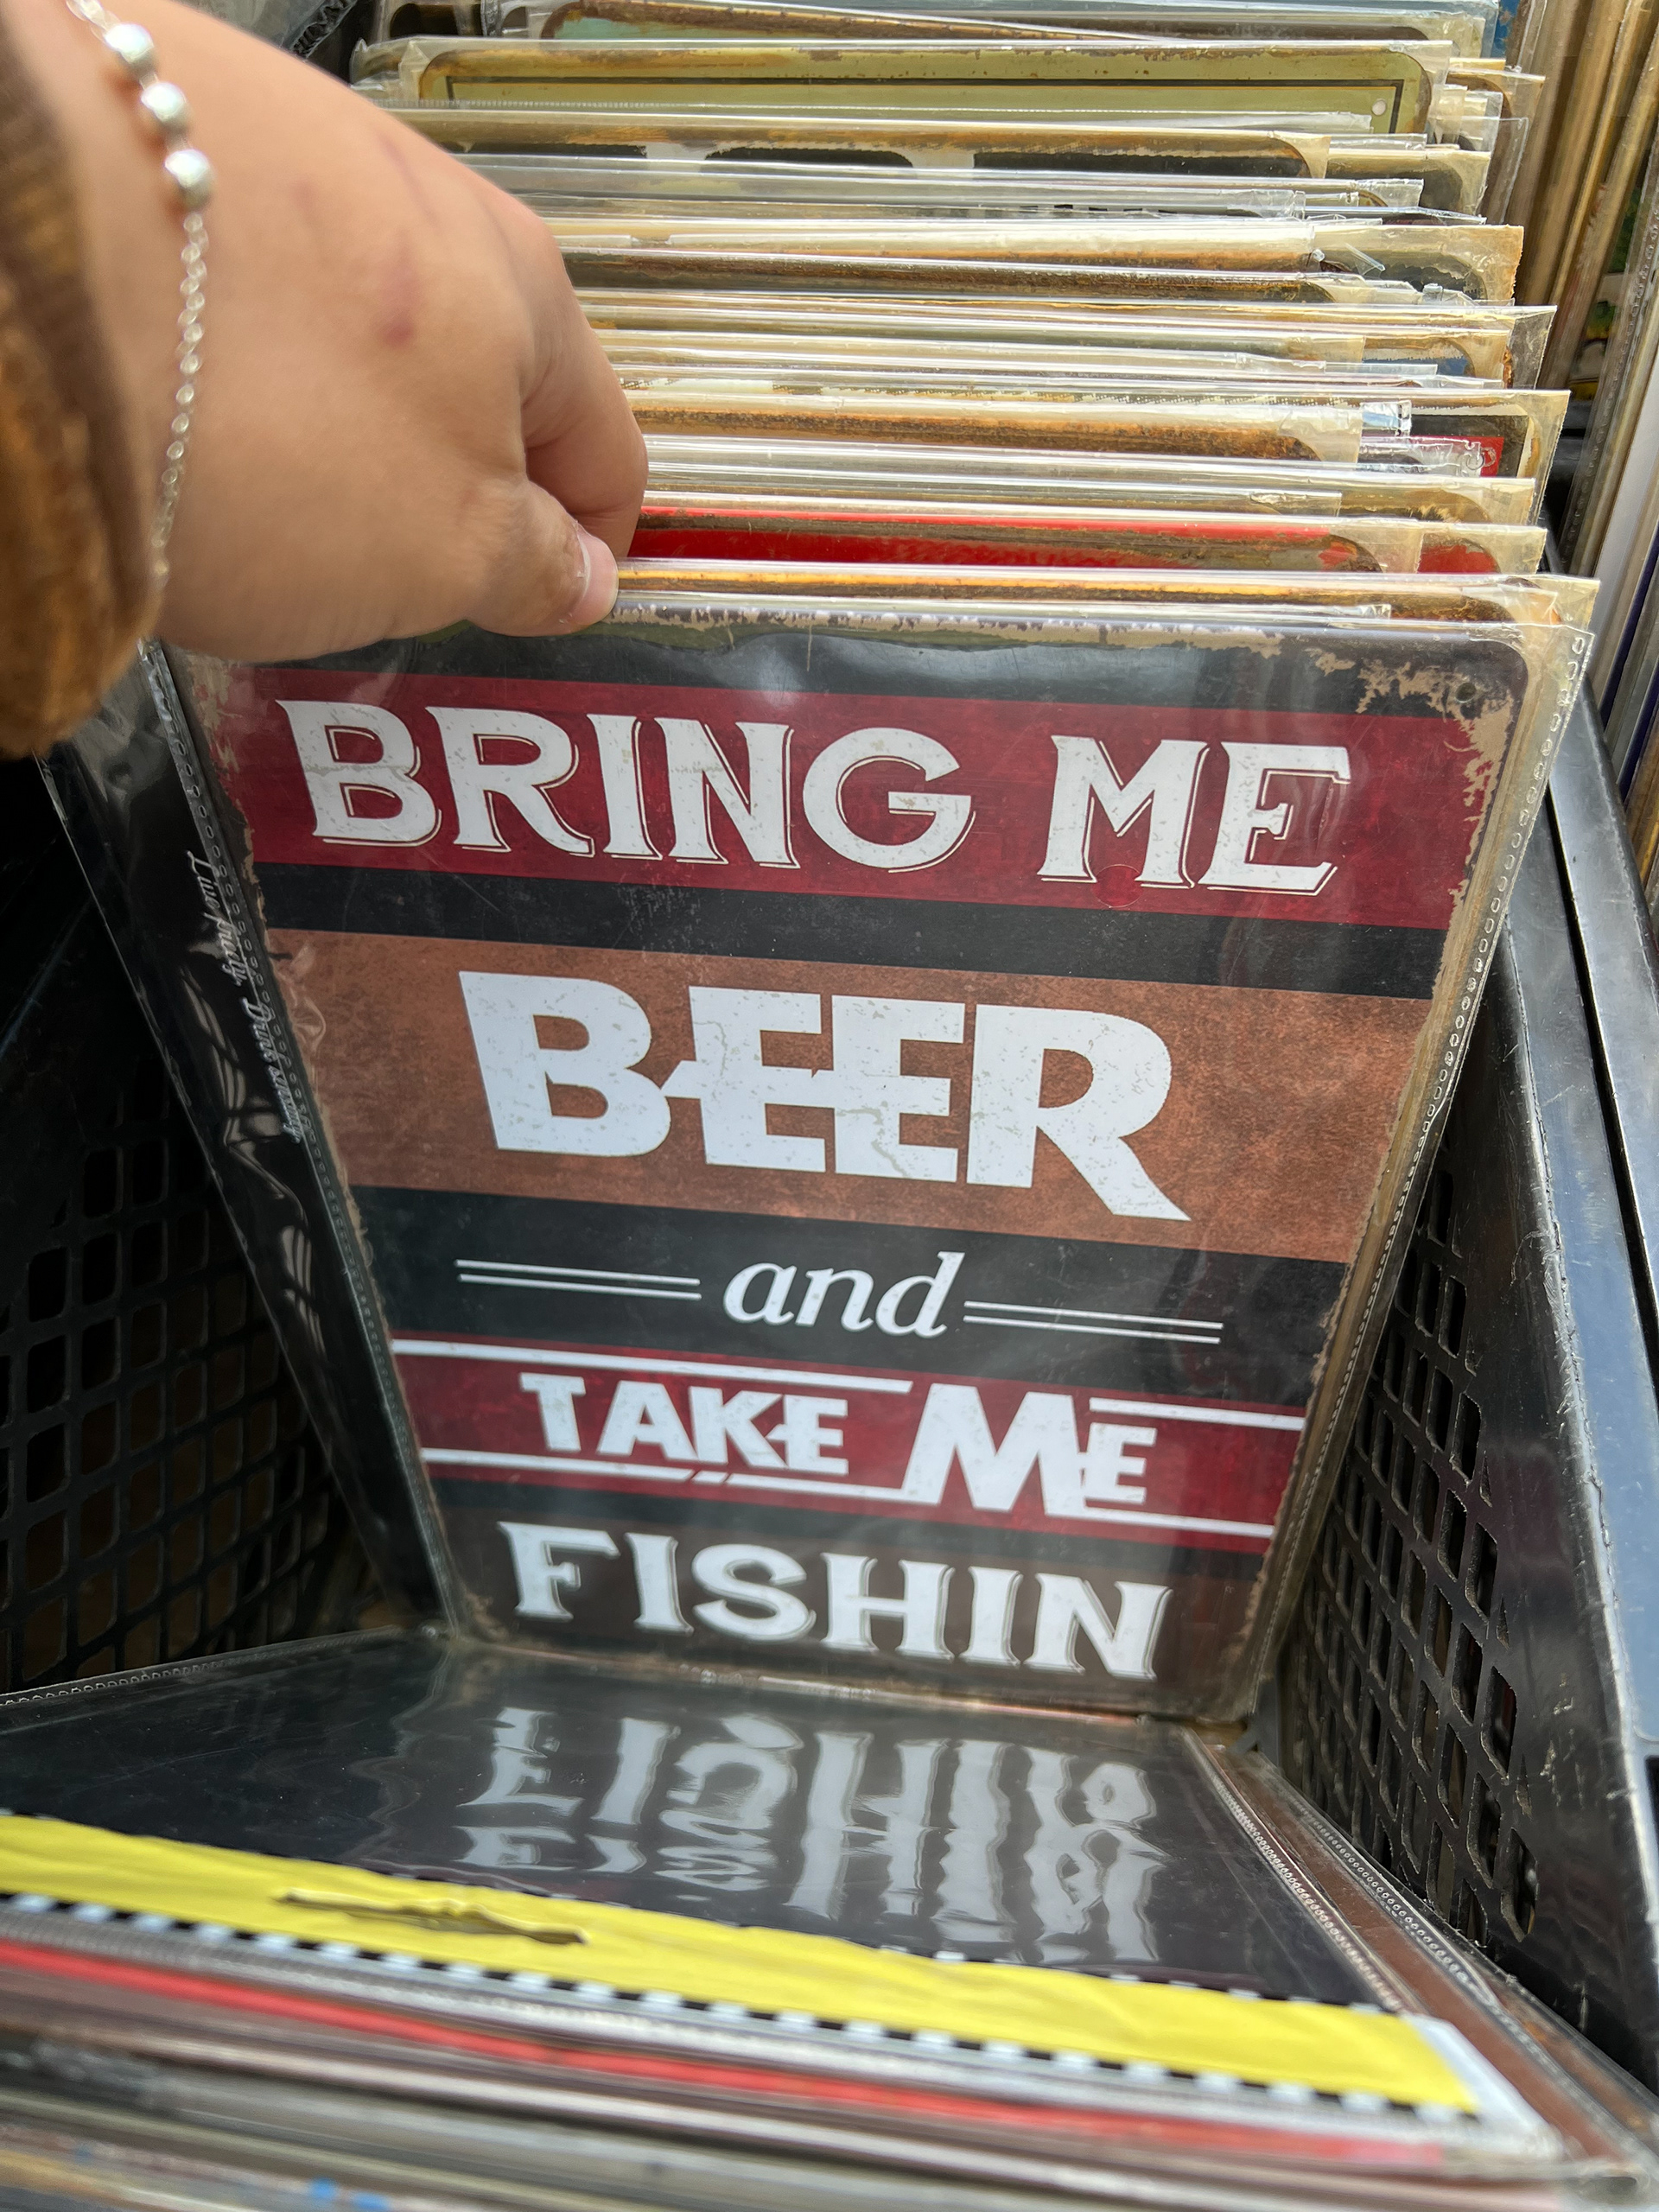 BRING ME
BEER
and
TAKE ME
FISHIN